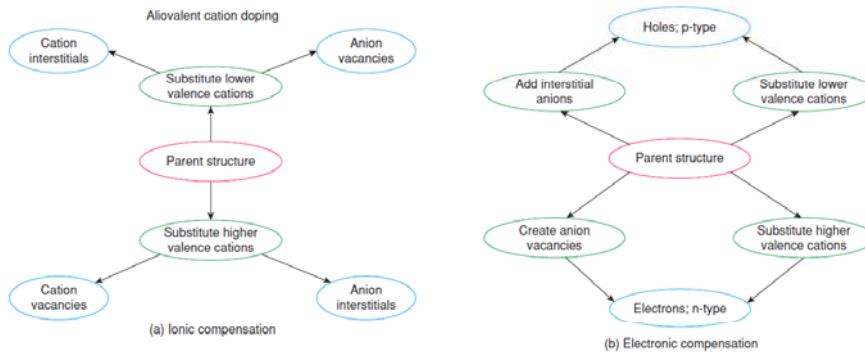 Aliovalent cation doping
Cation
interstitials
Anion
vacancies
Substitute lower
valence cations
Parent structure
Substitute higher
valence cations
Cation
vacancies
Anion
interstitials
(a) Ionic compensation
Holes; p-type
Add interstitial
anions
Substitute lower
valence cations
Parent structure
Create anion
vacancies
Substitute higher
valence cations
Electrons; n-type
(b) Electronic compensation